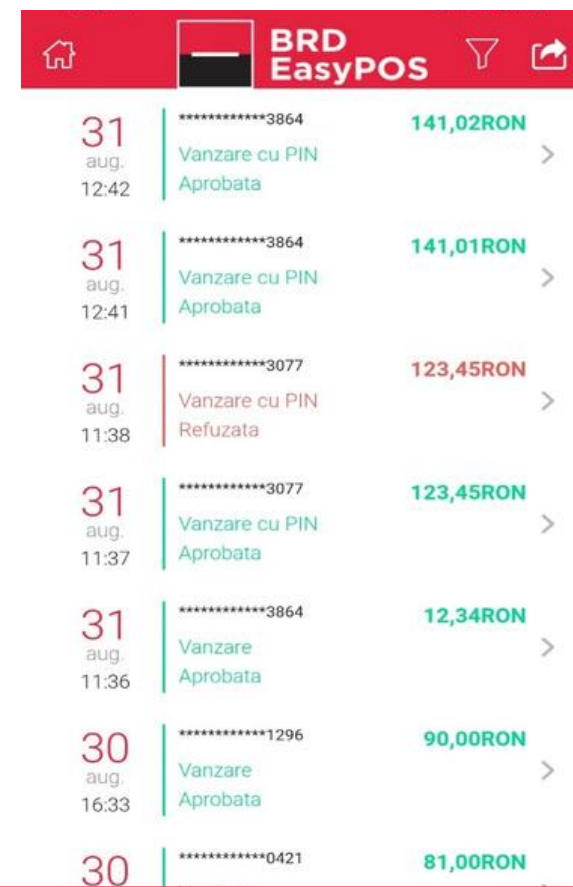 BRD
EasyPOS
31
aug.
12:42
************3864
Vanzare cu PIN
Aprobata
141,02RON
31
aug.
12:41
************3864
Vanzare cu PIN
Aprobata
141,01RON
31
aug.
11:38
************3077
Vanzare cu PIN
Refuzata
123,45RON
31
aug.
11:37
************3077
Vanzare cu PIN
Aprobata
123,45RON
31
aug.
11:36
************3864
Vanzare
Aprobata
12,34RON
30
aug.
16:33
************1296
Vanzare
Aprobata
90,00RON
30
************0421
81,00RON